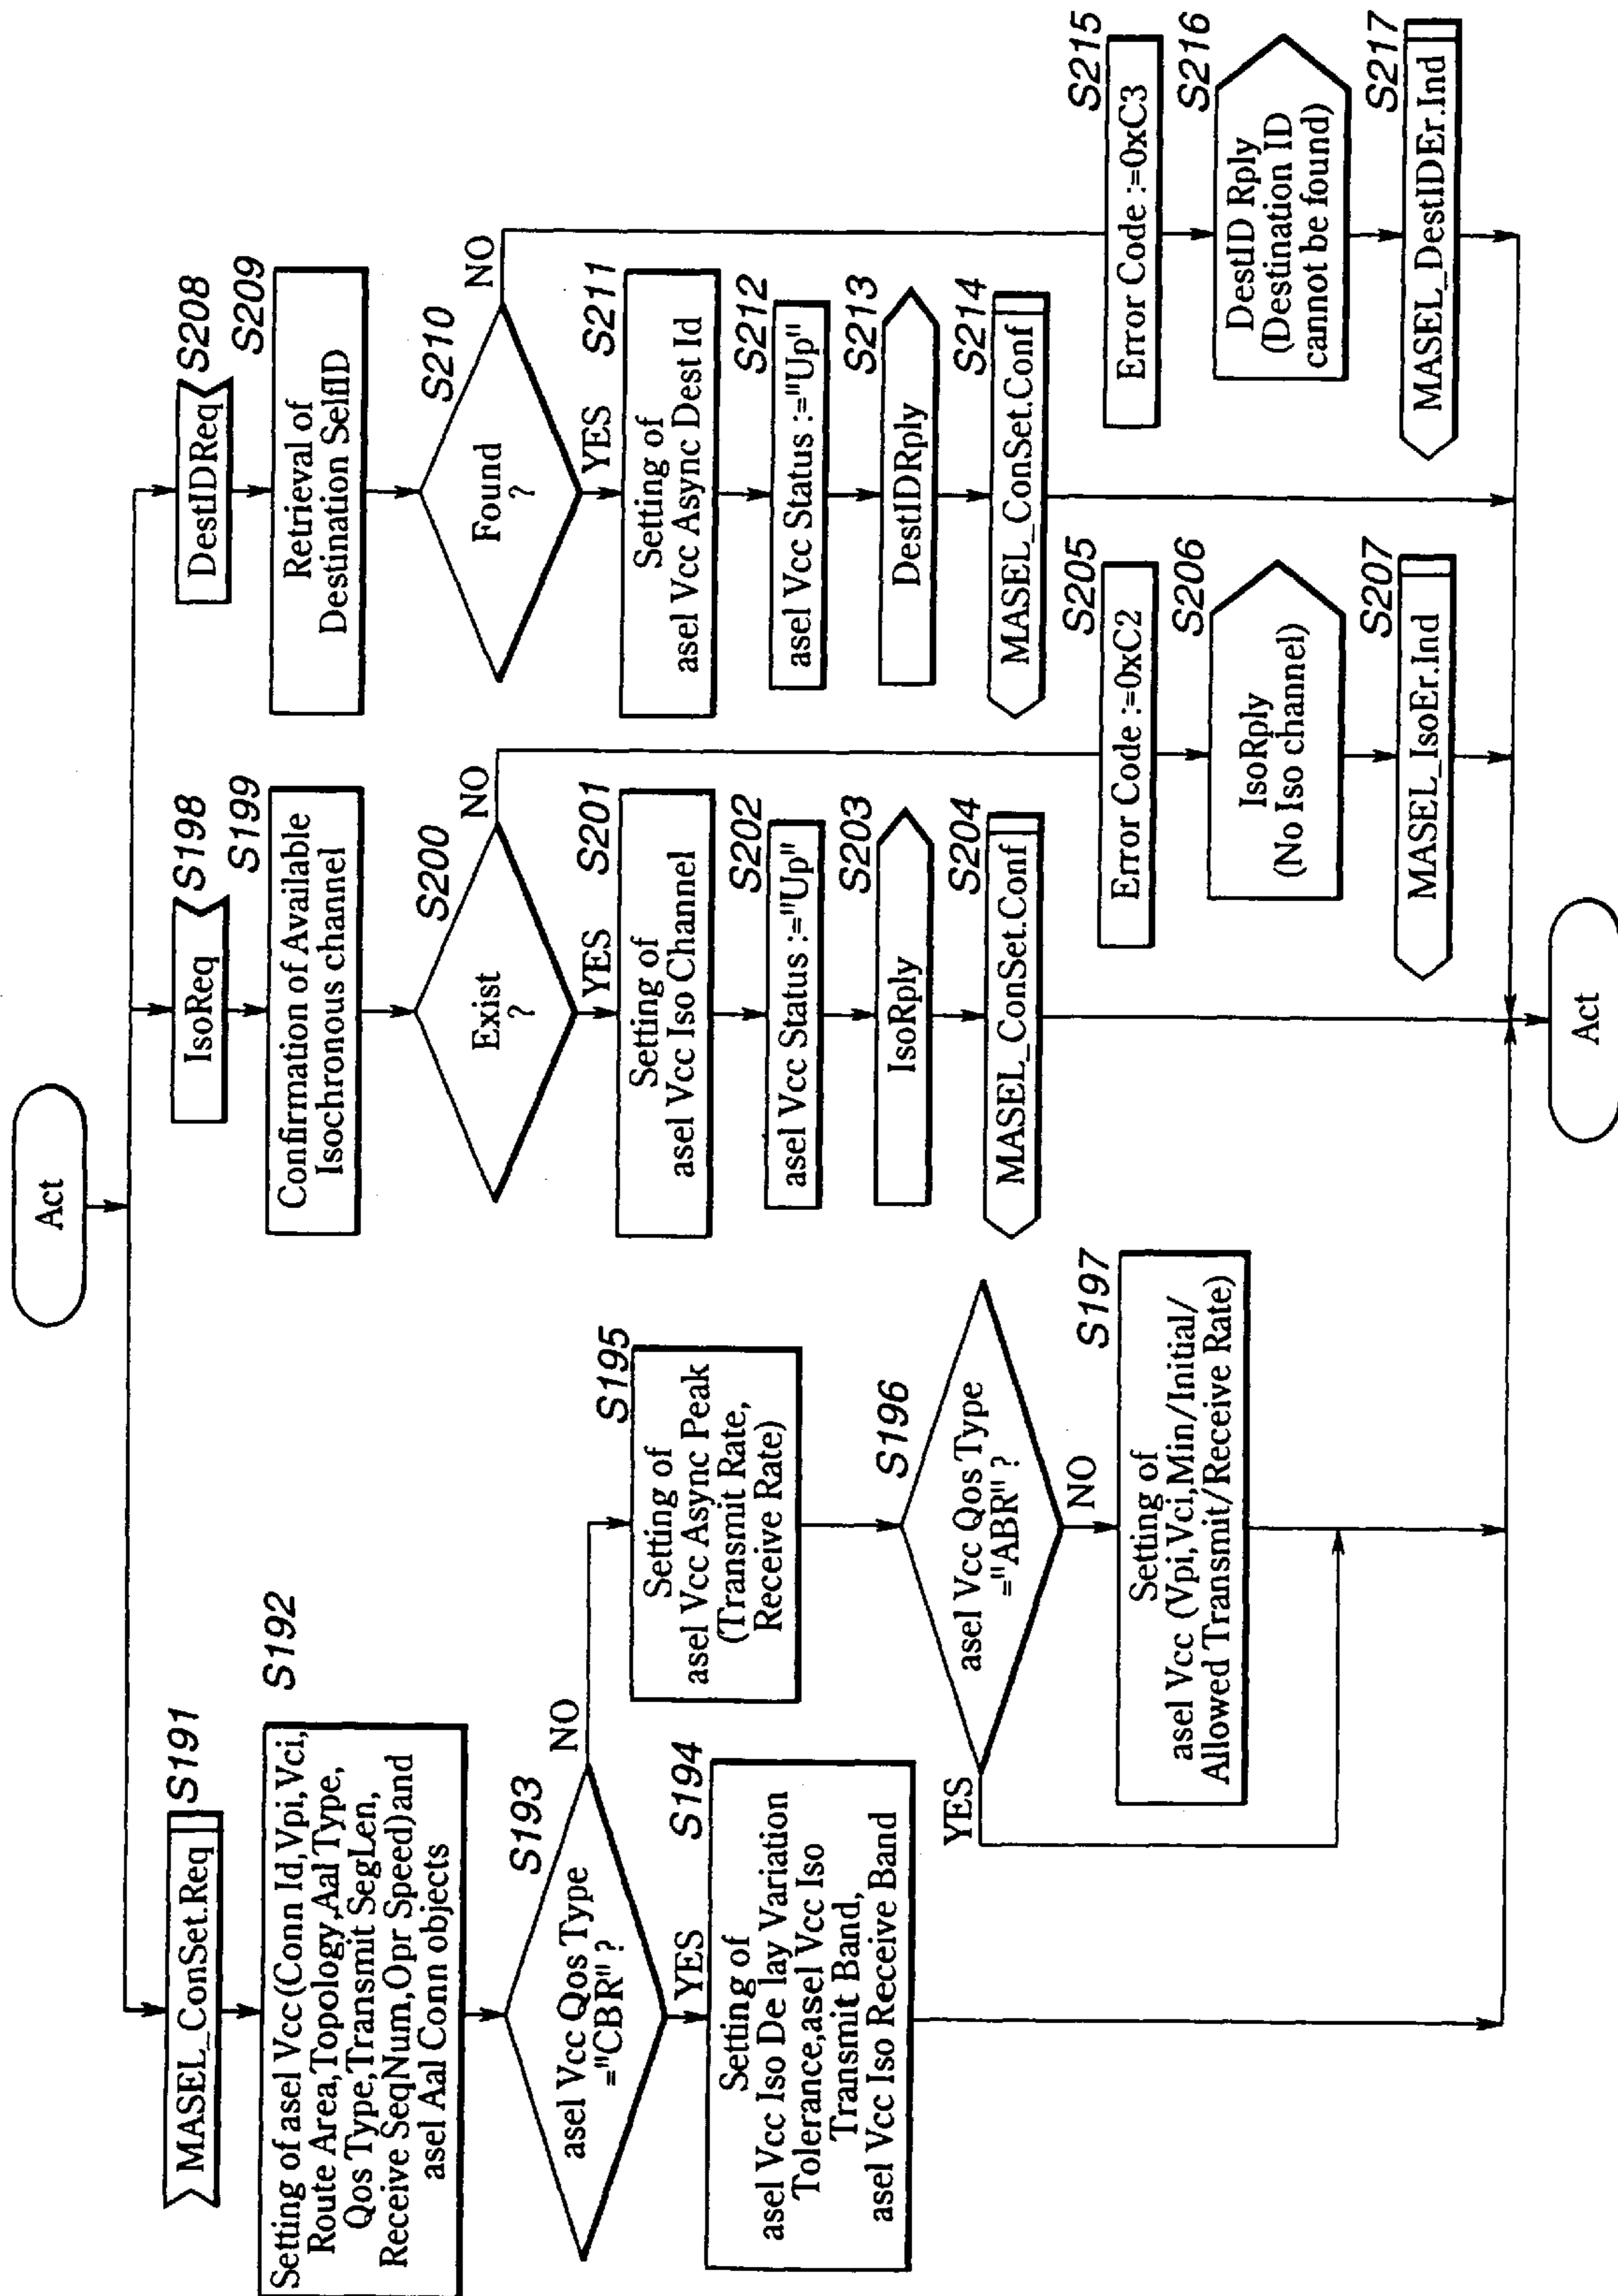 Act
MASEL_ConSet.Req
S191
Setting of asel Vcc(Conn Id,Vpi,Vci,
Route Area,Topology,Aal Type,
Qos Type,Transmit SegLen,
Receive SeqNum,Opr Speed)and
asel Aal Conn objects
S192
asel Vcc Qos Type
="CBR"?
S193
YES
NO
Setting of
asel Vcc Iso De lay Variation
Tolerance,asel Vcc Iso
Transmit Band,
asel Vcc Iso Receive Band
S194
Setting of
asel Vcc Async Peak
(Transmit Rate,
Receive Rate)
S195
asel Vcc Qos Type
="ABR"?
S196
YES
NO
Setting of
asel Vcc (Vpi,Vci,Min/Initial/
Allowed Transmit/Receive Rate)
S197
IsoReq
S198
Confirmation of Available
Isochronous channel
S199
Exist
?
S200
NO
YES
Setting of
asel Vcc Iso Channel
S201
asel Vcc Status :="Up"
S202
IsoRply
S203
MASEL_ConSet.Conf
S204
Error Code :=0xC2
S205
IsoRply
(No Iso channel)
S206
MASEL_IsoEr.Ind
S207
DestIDReq
S208
Retrieval of
Destination SelfID
S209
Found
?
S210
NO
YES
Setting of
asel Vcc Async Dest Id
S211
asel Vcc Status :="Up"
S212
DestIDRply
S213
MASEL_ConSet.Conf
S214
Error Code :=0xC3
S215
DestID Rply
(Destination ID
cannot be found)
S216
MASEL_DestIDEr.Ind
S217
Act